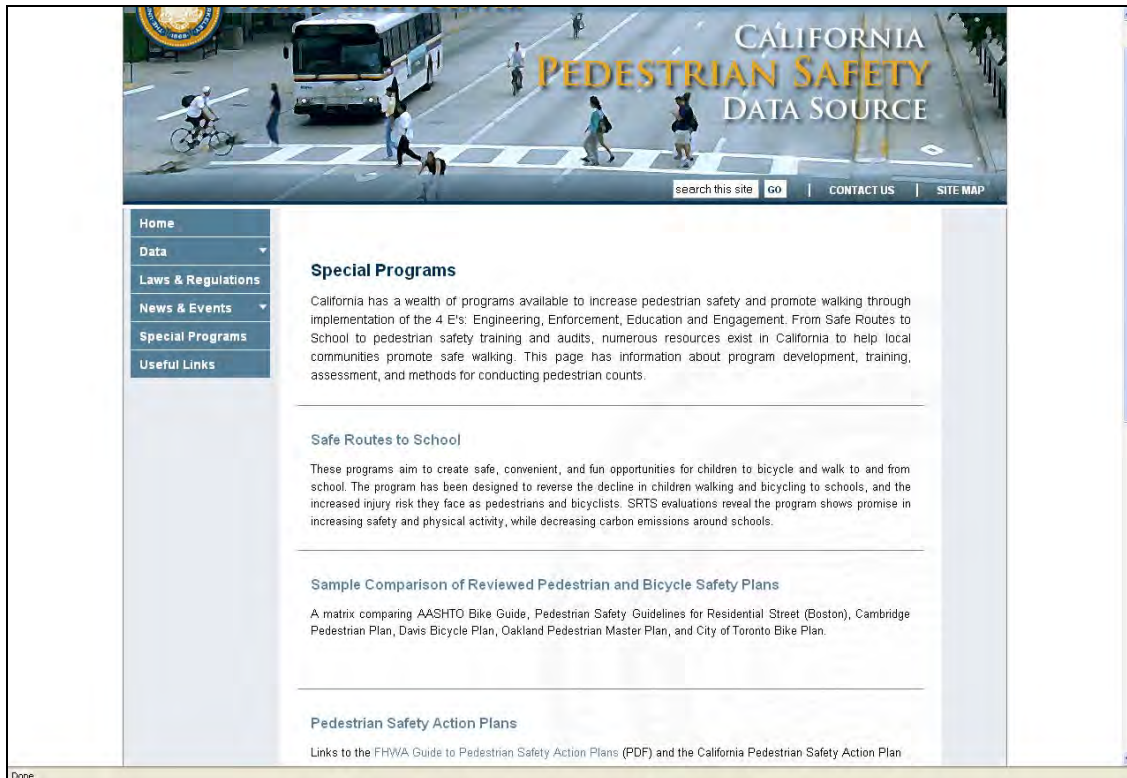 CALIFORNIA
PEDESTRIAN SAFETY
DATA SOURCE
search this site GO | CONTACT US | SITE MAP
Home
Data
Laws & Regulations
News & Events
Special Programs
Useful Links
Special Programs
California has a wealth of programs available to increase pedestrian safety and promote walking through
implementation of the 4 E's: Engineering, Enforcement, Education and Engagement. From Safe Routes to
School to pedestrian safety training and audits, numerous resources exist in California to help local
communities promote safe walking. This page has information about program development, training,
assessment, and methods for conducting pedestrian counts.
Safe Routes to School
These programs aim to create safe, convenient, and fun opportunities for children to bicycle and walk to and from
school. The program has been designed to reverse the decline in children walking and bicycling to schools, and the
increased injury risk they face as pedestrians and bicyclists. SRTS evaluations reveal the program shows promise in
increasing safety and physical activity, while decreasing carbon emissions around schools.
Sample Comparison of Reviewed Pedestrian and Bicycle Safety Plans
A matrix comparing AASHTO Bike Guide, Pedestrian Safety Guidelines for Residential Street (Boston), Cambridge
Pedestrian Plan, Davis Bicycle Plan, Oakland Pedestrian Master Plan, and City of Toronto Bike Plan.
Pedestrian Safety Action Plans
Links to the FHWA Guide to Pedestrian Safety Action Plans (PDF) and the California Pedestrian Safety Action Plan
Done